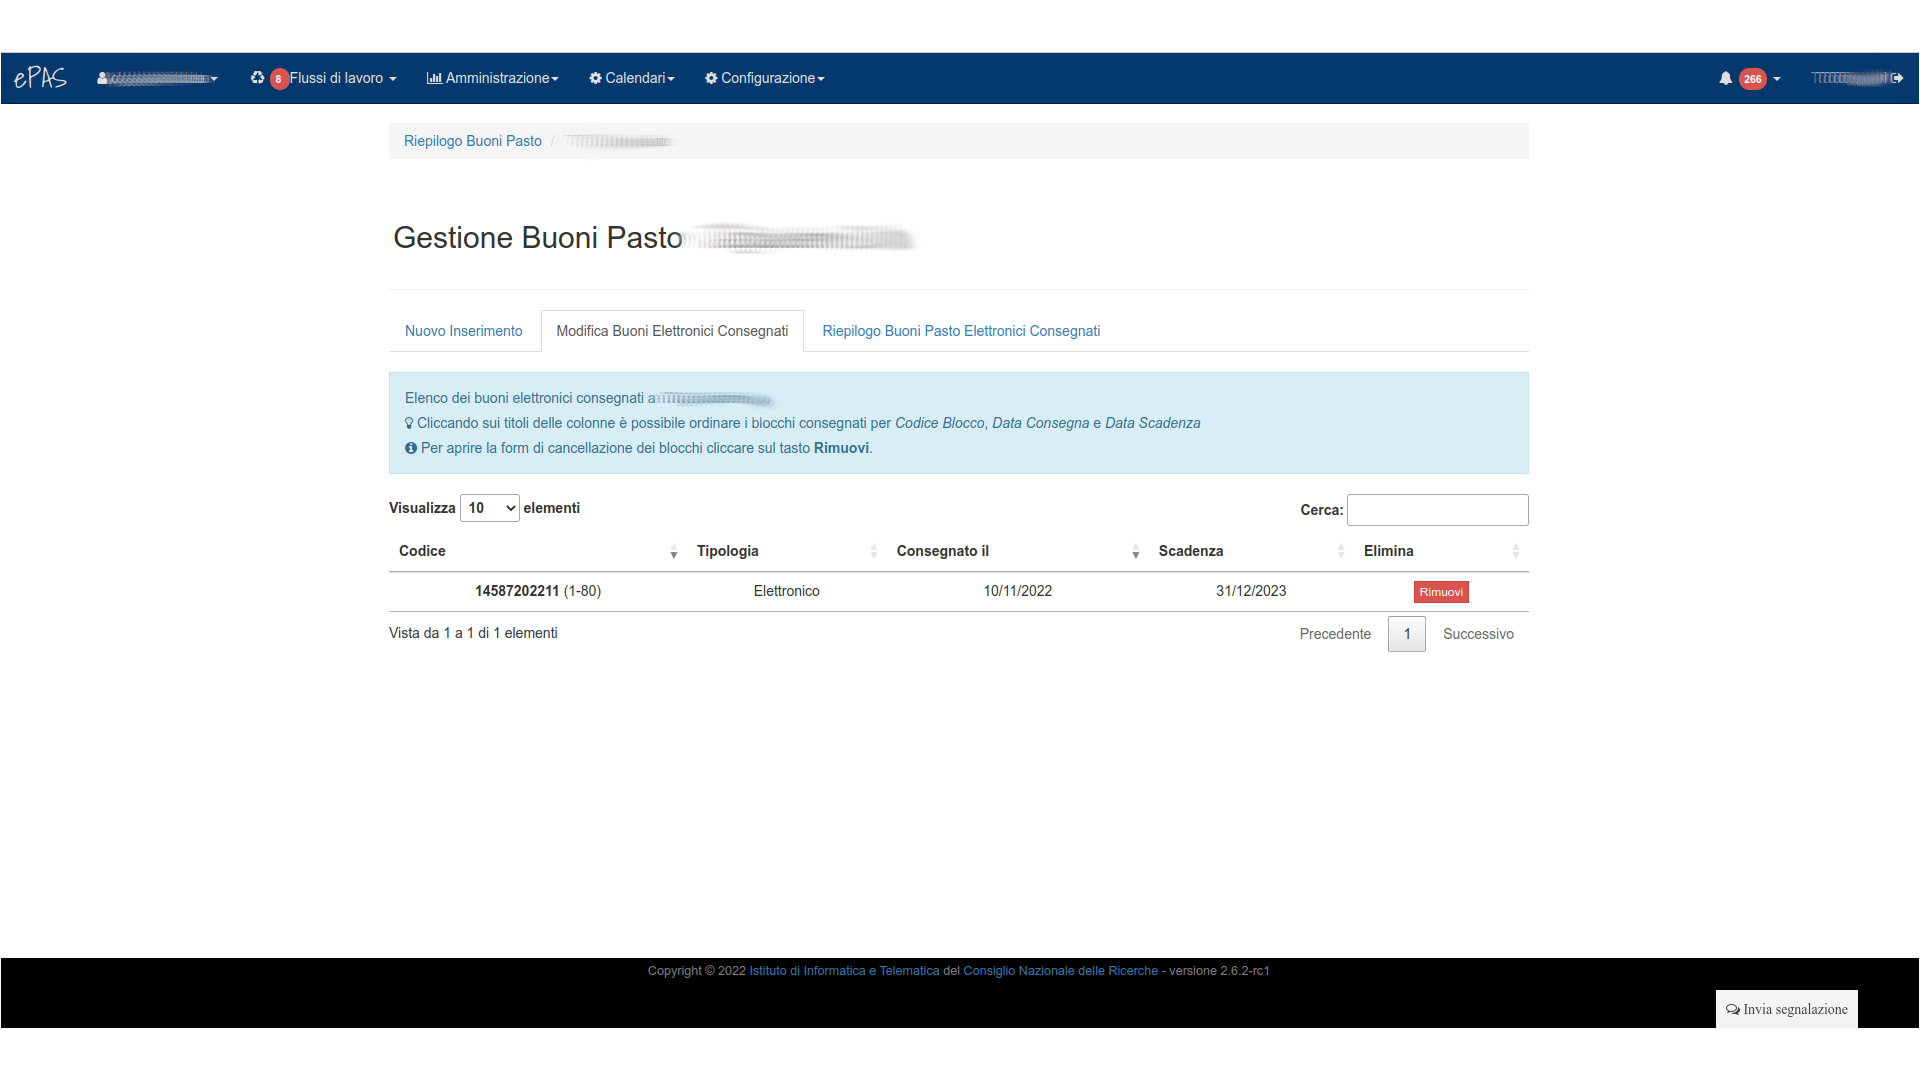 ePAS
8 Flussi di lavoro Amministrazione Calendari Configurazione 266
Riepilogo Buoni Pasto /
Gestione Buoni Pasto
Nuovo Inserimento Modifica Buoni Elettronici Consegnati Riepilogo Buoni Pasto Elettronici Consegnati
Elenco dei buoni elettronici consegnati a
Cliccando sui titoli delle colonne è possibile ordinare i blocchi consegnati per Codice Blocco, Data Consegna e Data Scadenza
Per aprire la form di cancellazione dei blocchi cliccare sul tasto Rimuovi.
Visualizza 10 elementi Cerca:
Codice Tipologia Consegnato il Scadenza Elimina
14587202211 (1-80) Elettronico 10/11/2022 31/12/2023 Rimuovi
Vista da 1 a 1 di 1 elementi Precedente 1 Successivo
Copyright © 2022 Istituto di Informatica e Telematica del Consiglio Nazionale delle Ricerche - versione 2.6.2-rc1
Invia segnalazione